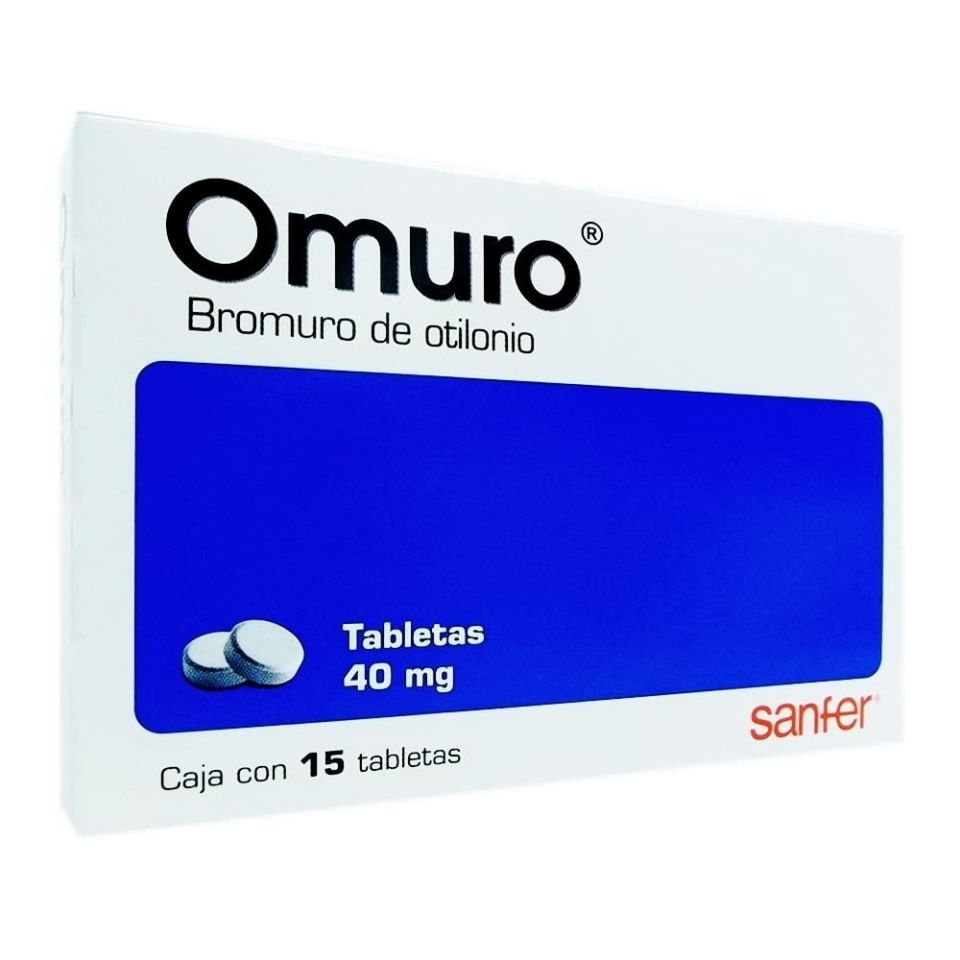 Omuro®
Bromuro de otilonio
Tabletas
40 mg
sanfer®
Caja con 15 tabletas